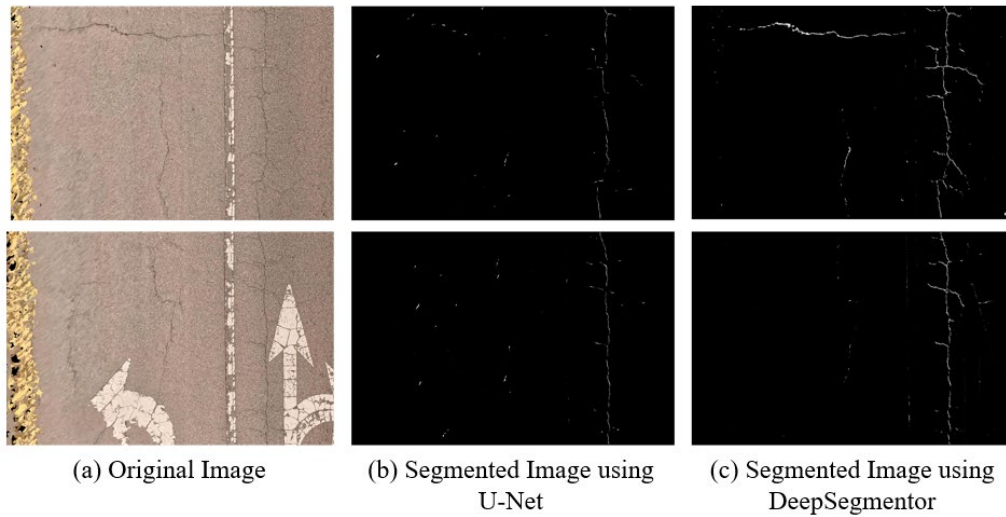 (a) Original Image
(b) Segmented Image using
U-Net
(c) Segmented Image using
DeepSegmentor